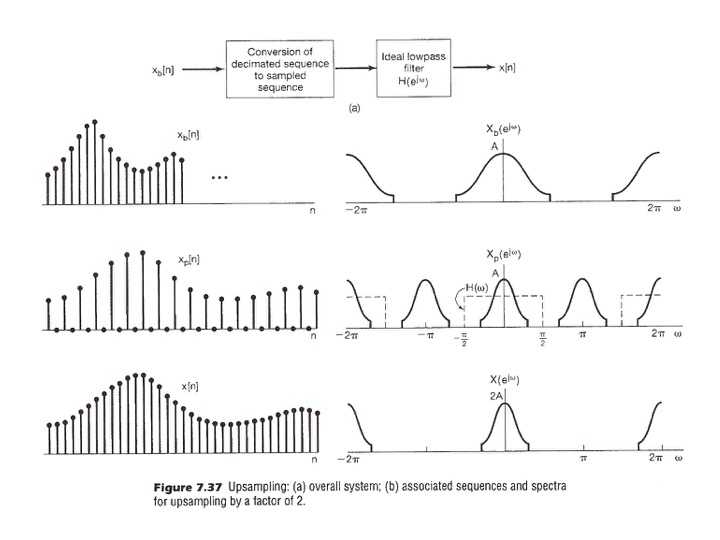 x_b[n]
Conversion of
decimated sequence
to sampled
sequence
Ideal lowpass
filter
H(e^jω)
x[n]
(a)
x_b[n]
...
n
X_b(e^jω)
A
−2π
2π ω
x_p[n]
n
X_p(e^jω)
A
H(ω)
−2π
−π
−π/2
π/2
π
2π ω
x[n]
n
X(e^jω)
2A
−2π
π
2π ω
Figure 7.37 Upsampling: (a) overall system; (b) associated sequences and spectra
for upsampling by a factor of 2.